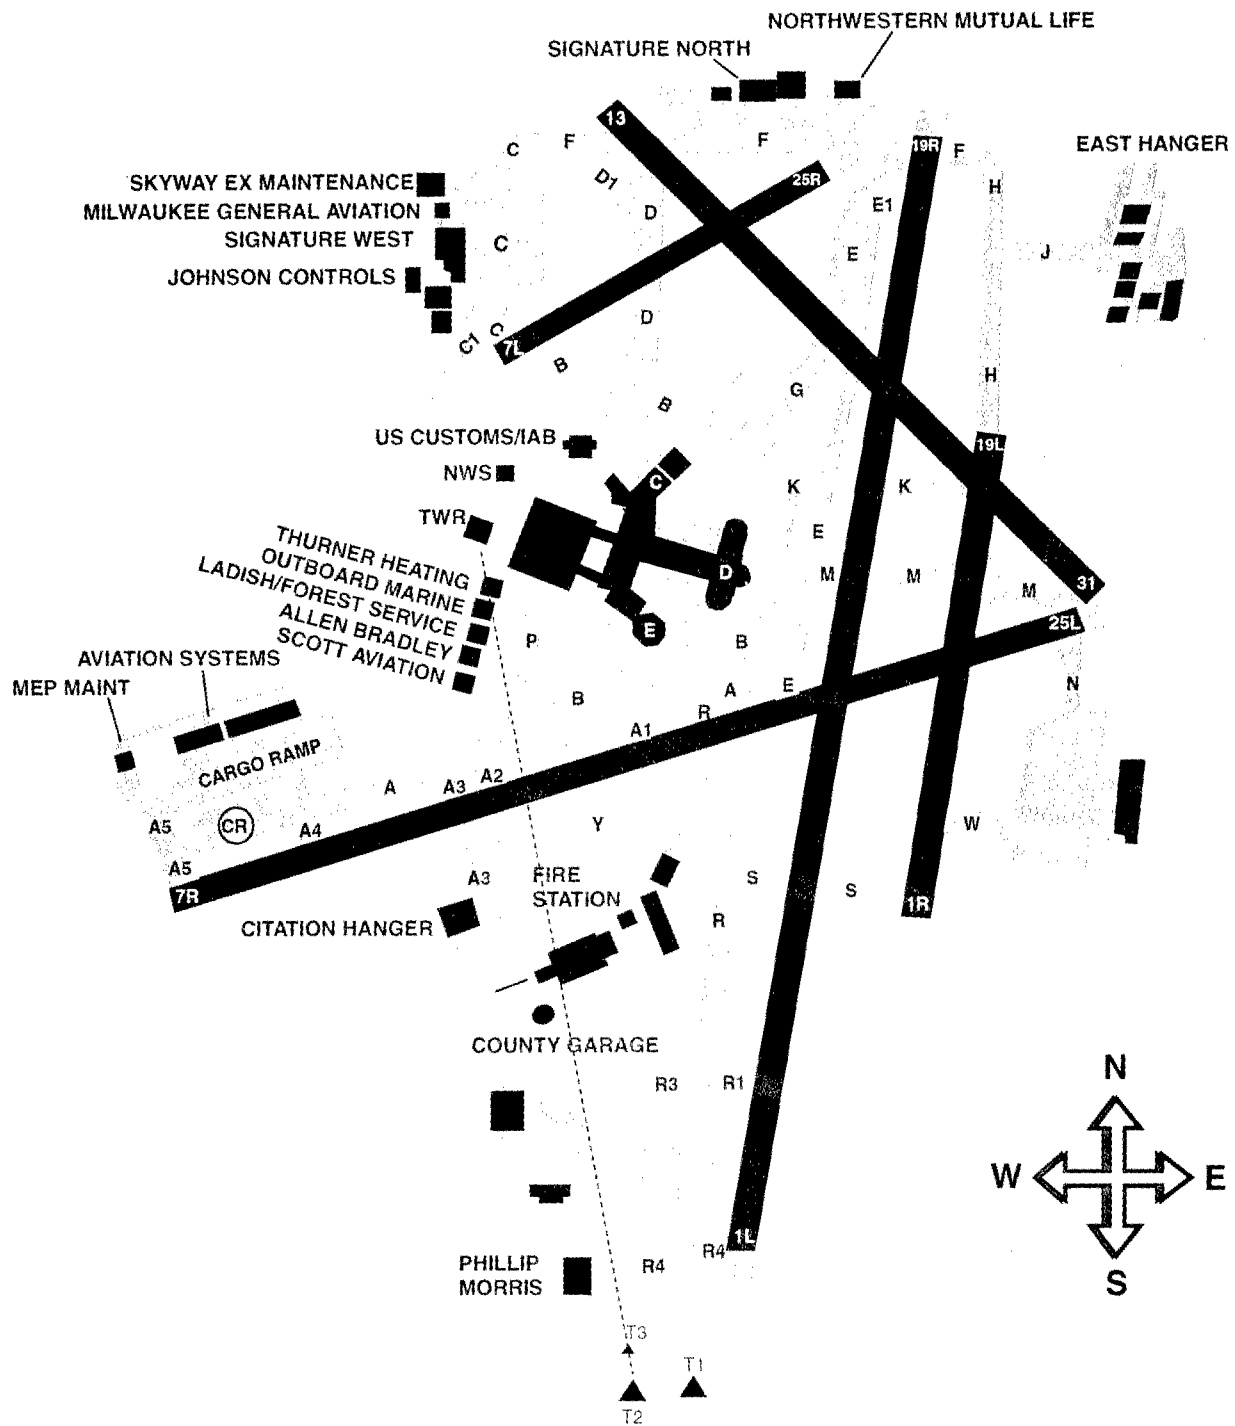 NORTHWESTERN MUTUAL LIFE
SIGNATURE NORTH
13
F
C
F
19R
F
EAST HANGER
SKYWAY EX MAINTENANCE
D1
25R
H
MILWAUKEE GENERAL AVIATION
D
E1
SIGNATURE WEST
C
E
J
JOHNSON CONTROLS
D
C1
C
7L
B
H
G
B
US CUSTOMS/IAB
19L
NWS
C
K
K
TWR
E
THURNER HEATING
OUTBOARD MARINE
LADISH/FOREST SERVICE
ALLEN BRADLEY
SCOTT AVIATION
D
M
M
M
31
E
25L
P
B
AVIATION SYSTEMS
MEP MAINT
B
A
E
N
R
A1
CARGO RAMP
A
A3
A2
A5
CR
A4
Y
W
A5
7R
A3
FIRE
STATION
S
S
1R
CITATION HANGER
R
COUNTY GARAGE
R3
R1
N
W
E
S
1L
R4
R4
PHILLIP
MORRIS
T3
T1
T2